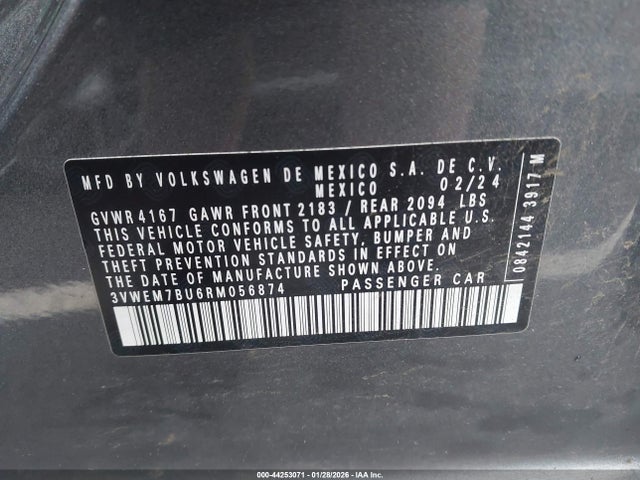 MFD BY VOLKSWAGEN DE MEXICO S.A. DE C.V.
MEXICO 02/24
GVWR 4167 GAWR FRONT 2183 / REAR 2094 LBS
THIS VEHICLE CONFORMS TO ALL APPLICABLE U.S.
FEDERAL MOTOR VEHICLE SAFETY, BUMPER AND
THEFT PREVENTION STANDARDS IN EFFECT ON
THE DATE OF MANUFACTURE SHOWN ABOVE.
3VWEM7BU6RM056874 PASSENGER CAR
0842144 3917 M
000-44253071 - 01/28/2026 - IAA Inc.